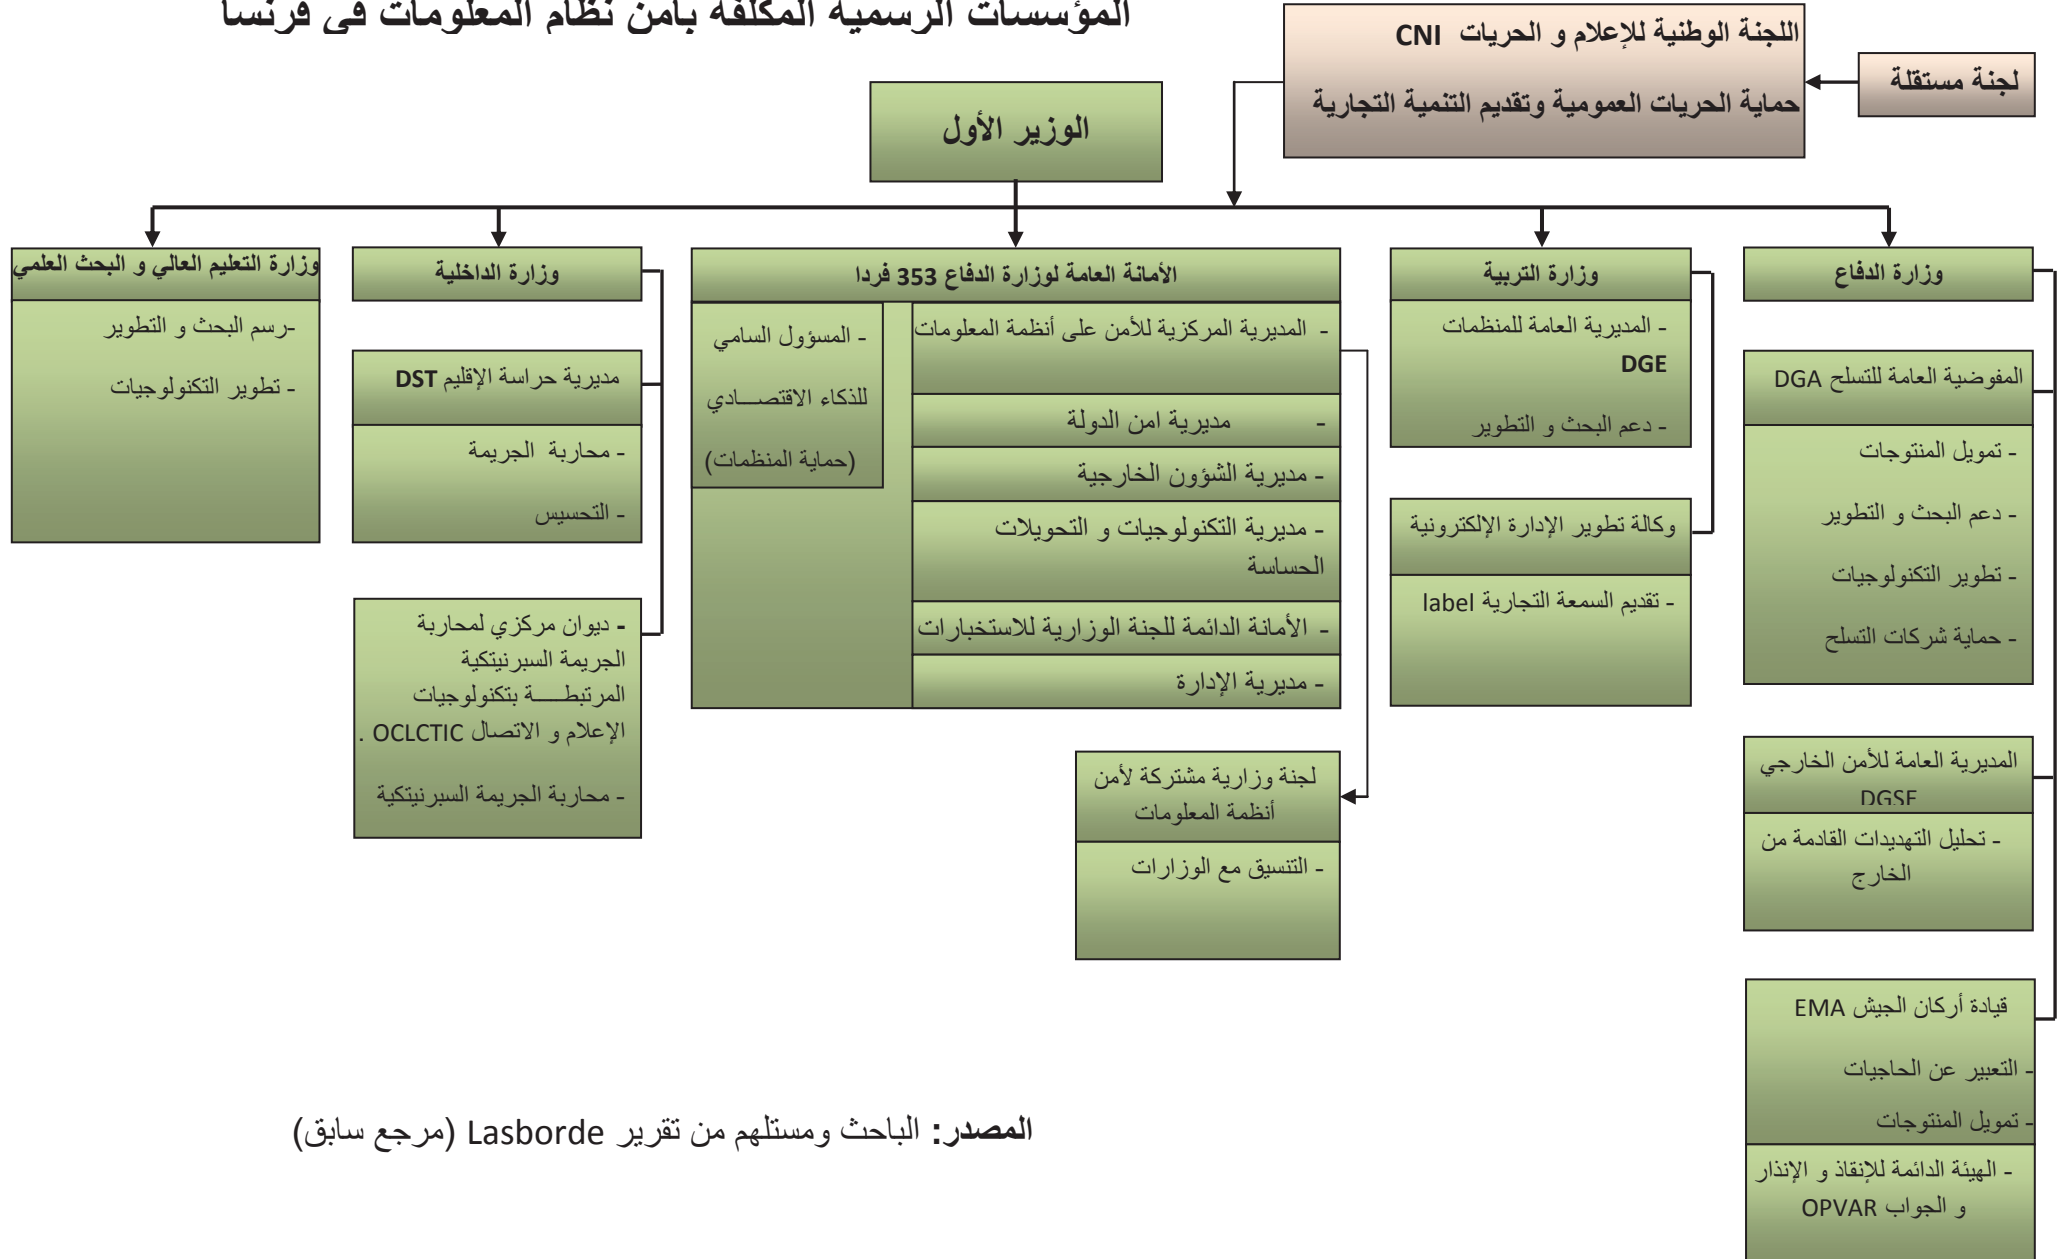 المؤسسات الرسمية المكلفة بأمن نظام المعلومات في فرنسا
اللجنة الوطنية للإعلام و الحريات CNI
حماية الحريات العمومية وتقديم التنمية التجارية
لجنة مستقلة
الوزير الأول
وزارة الدفاع
المفوضية العامة للتسلح DGA
- تمويل المنتوجات
- دعم البحث و التطوير
- تطوير التكنولوجيات
- حماية شركات التسلح
المديرية العامة للأمن الخارجي
DGSE
- تحليل التهديدات القادمة من
الخارج
قيادة أركان الجيش EMA
- التعبير عن الحاجيات
- تمويل المنتوجات
- الهيئة الدائمة للإنقاذ و الإنذار
و الجواب OPVAR
وزارة التربية
- المديرية العامة للمنظمات
DGE
- دعم البحث و التطوير
وكالة تطوير الإدارة الإلكترونية
- تقديم السمعة التجارية label
الأمانة العامة لوزارة الدفاع 353 فردا
- المديرية المركزية للأمن على أنظمة المعلومات
- مديرية امن الدولة
- مديرية الشؤون الخارجية
- مديرية التكنولوجيات و التحويلات
الحساسة
- الأمانة الدائمة للجنة الوزارية للاستخبارات
- مديرية الإدارة
- المسؤول السامي
للذكاء الاقتصـــادي
(حماية المنظمات)
لجنة وزارية مشتركة لأمن
أنظمة المعلومات
- التنسيق مع الوزارات
وزارة الداخلية
مديرية حراسة الإقليم DST
- محاربة الجريمة
- التحسيس
- ديوان مركزي لمحاربة
الجريمة السبرنيتكية
المرتبطـــــة بتكنولوجيات
الإعلام و الاتصال OCLCTIC .
- محاربة الجريمة السبرنيتكية
وزارة التعليم العالي و البحث العلمي
-رسم البحث و التطوير
- تطوير التكنولوجيات
المصدر: الباحث ومستلهم من تقرير Lasborde (مرجع سابق)